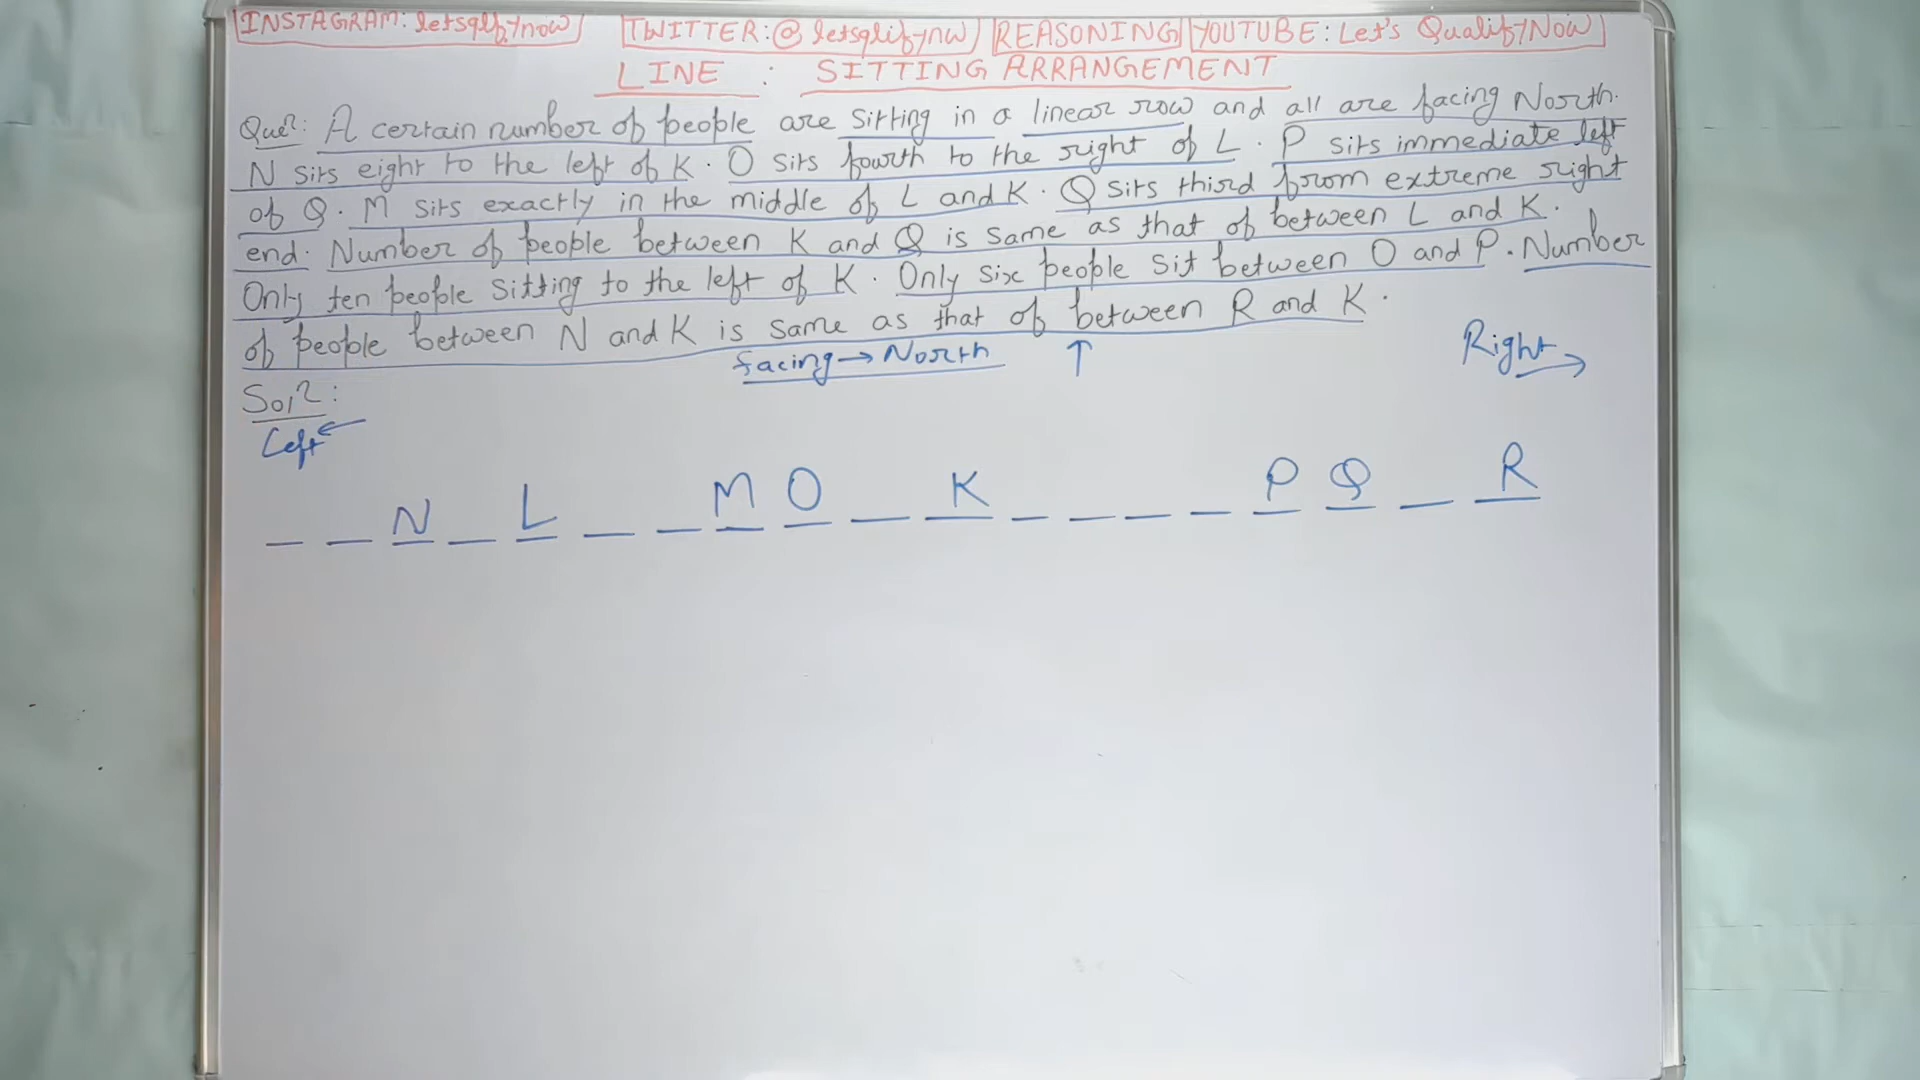 INSTAGRAM: letsqlifynow TWITTER: @letsqlifynw REASONING YOUTUBE: Let's QualifyNow
LINE : SITTING ARRANGEMENT
Que?: A certain number of people are sitting in a linear row and all are facing North.
N sits eight to the left of K. O sits fourth to the right of L. P sits immediate left
of Q. M sits exactly in the middle of L and K. Q sits third from extreme right
end. Number of people between K and Q is same as that of between L and K.
Only ten people sitting to the left of K. Only six people sit between O and P. Number
of people between N and K is same as that of between R and K.
facing → North ↑ Right →
Sol?:
Left ←
_ _ N _ L _ _ M O _ K _ _ _ _ P Q _ R